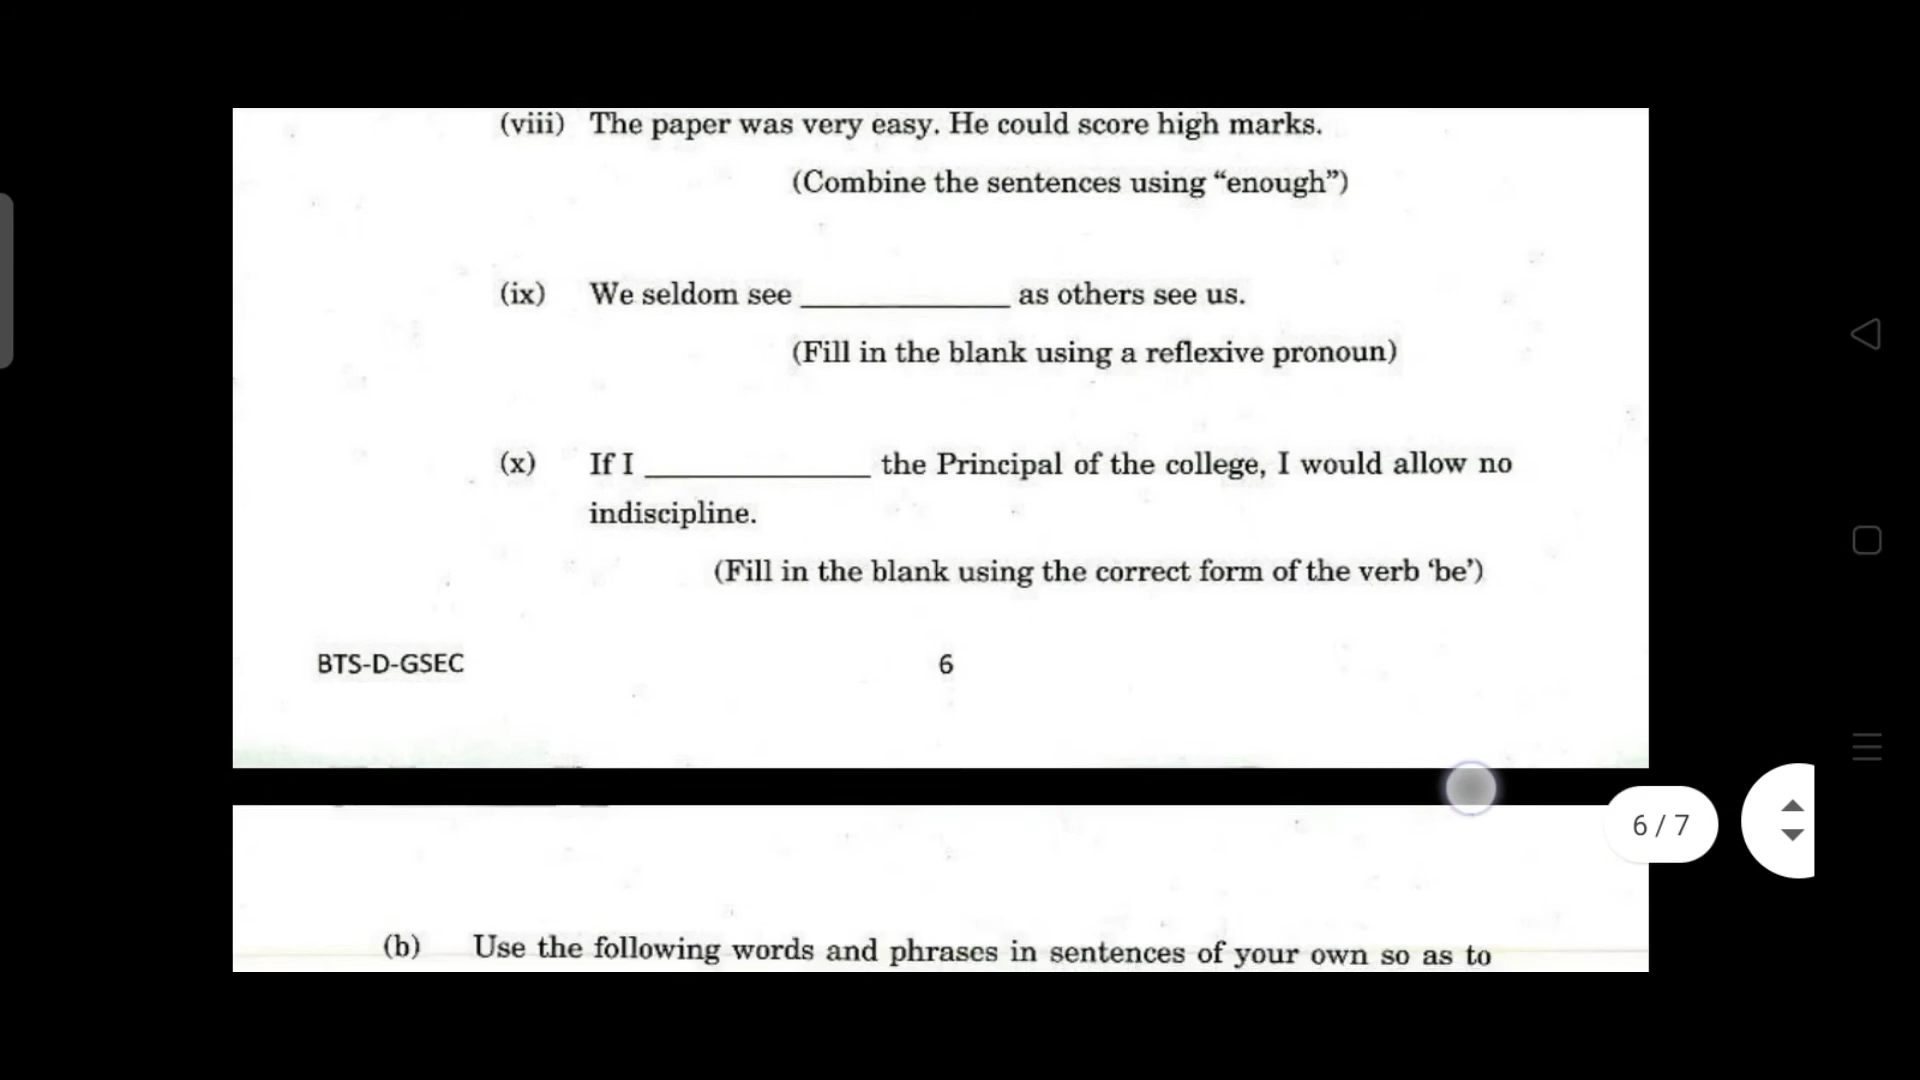 (viii) The paper was very easy. He could score high marks.
(Combine the sentences using “enough”)
(ix) We seldom see ____________ as others see us.
(Fill in the blank using a reflexive pronoun)
(x) If I ____________ the Principal of the college, I would allow no
indiscipline.
(Fill in the blank using the correct form of the verb ‘be’)
BTS-D-GSEC 6
6 / 7
(b) Use the following words and phrases in sentences of your own so as to